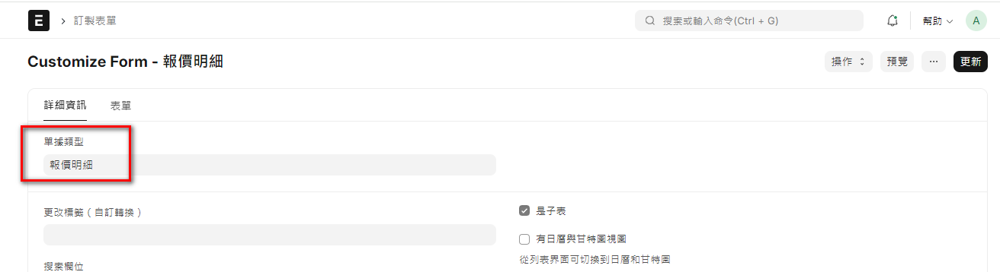 E > 訂製表單 搜索或輸入命令(Ctrl + G) 幫助 A
Customize Form - 報價明細 操作 預覽 ... 更新
詳細資訊 表單
單據類型
報價明細
更改標籤（自訂轉換） 是子表
有日曆與甘特圖視圖
從列表界面可切換到日曆和甘特圖
搜索欄位